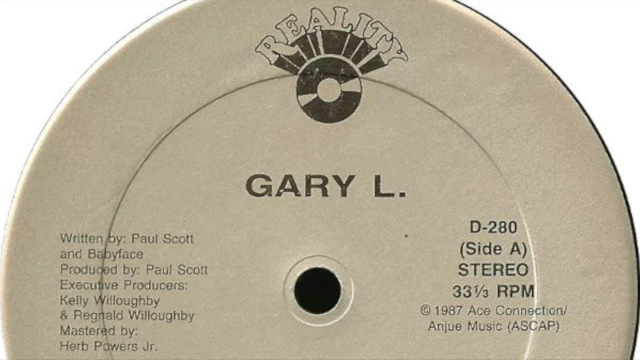 REALITY
GARY L.
Written by: Paul Scott
and Babyface
Produced by: Paul Scott
Executive Producers:
Kelly Willoughby
& Regnald Willoughby
Mastered by:
Herb Powers Jr.
D-280
(Side A)
STEREO
33⅓ RPM
© 1987 Ace Connection/
Anjue Music (ASCAP)